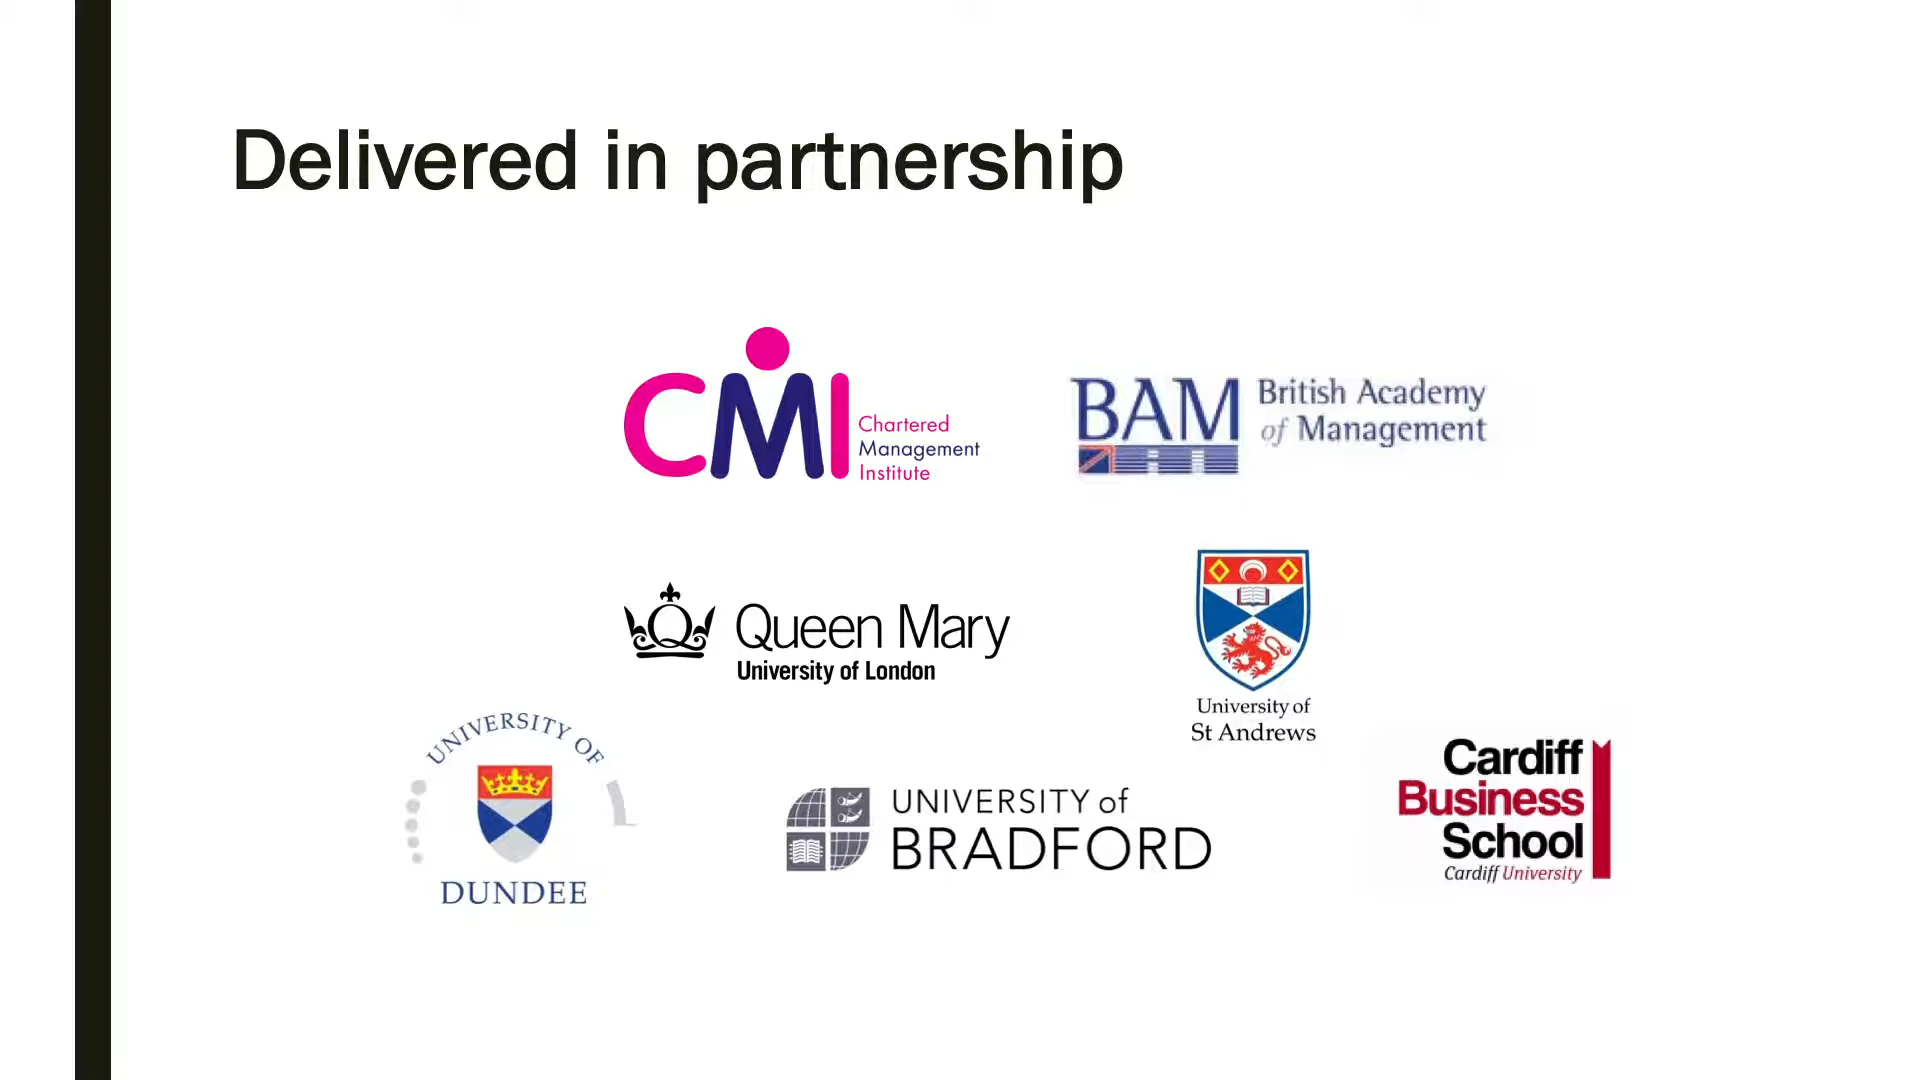 Delivered in partnership
CMI
Chartered
Management
Institute
BAM
British Academy
of Management
Queen Mary
University of London
University of
St Andrews
UNIVERSITY OF
DUNDEE
UNIVERSITY of
BRADFORD
Cardiff
Business
School
Cardiff University